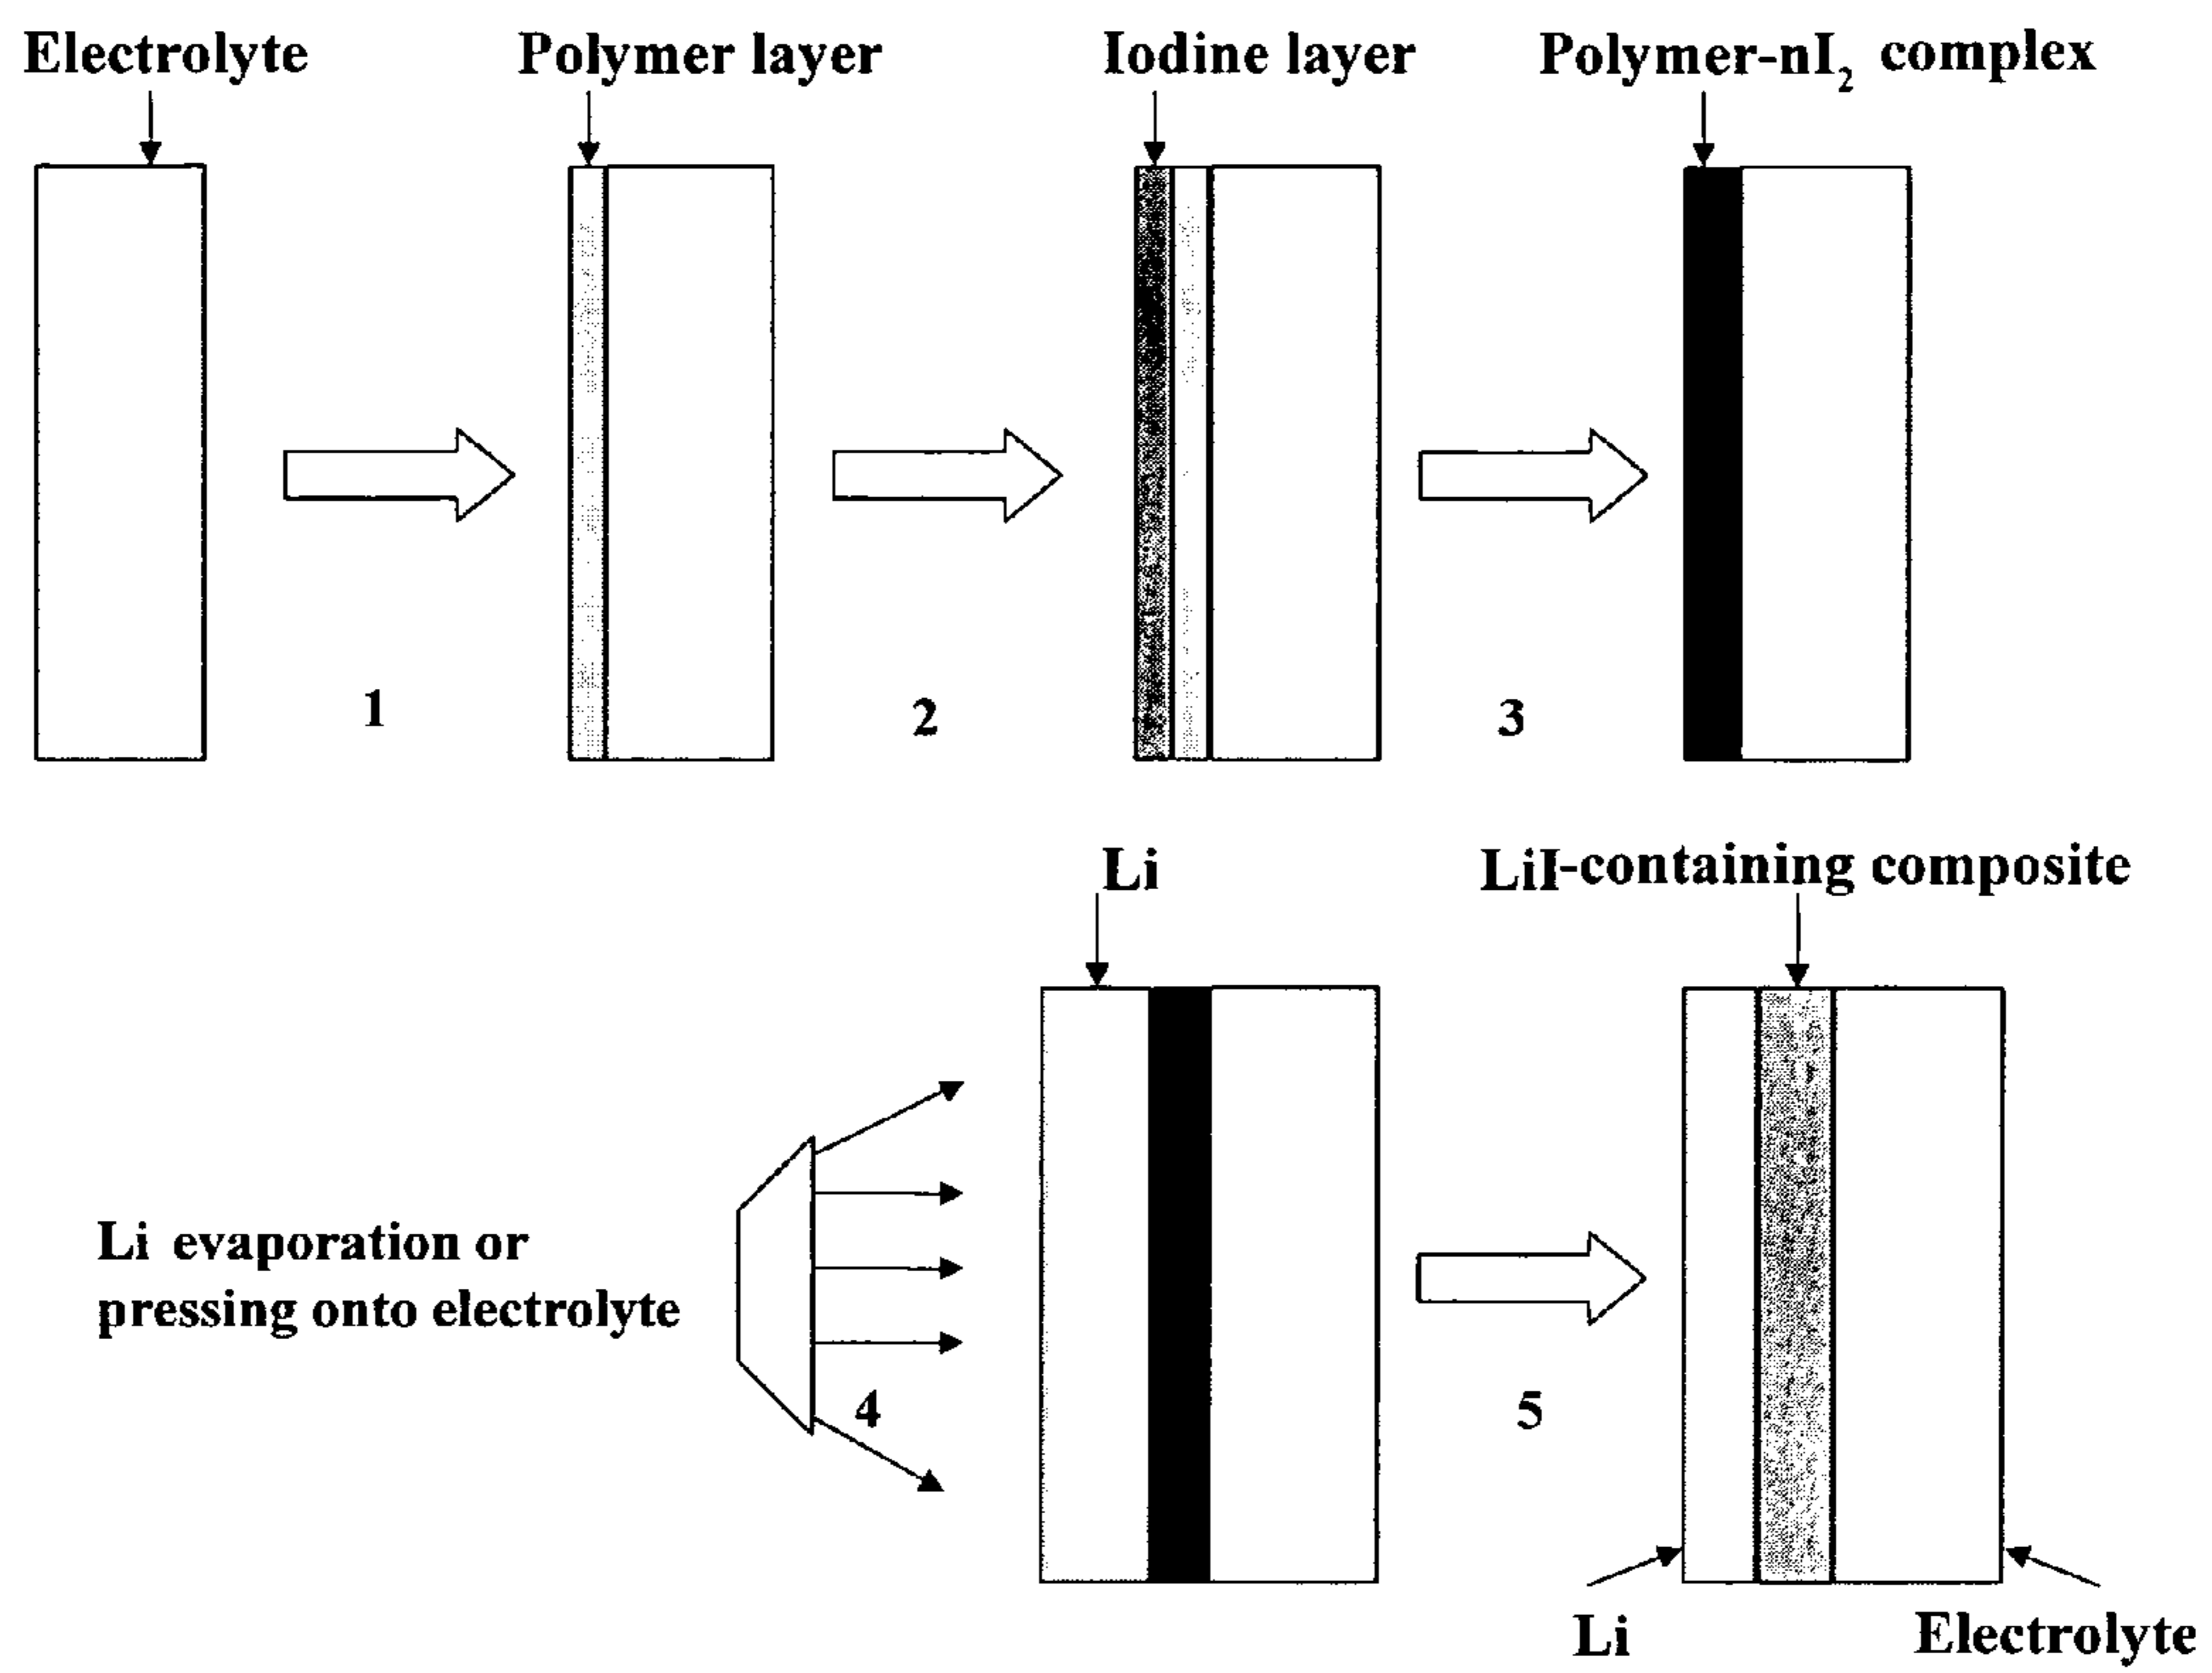 Electrolyte
Polymer layer
Iodine layer
Polymer-nI₂ complex
1
2
3
Li
LiI-containing composite
Li evaporation or
pressing onto electrolyte
4
5
Li
Electrolyte